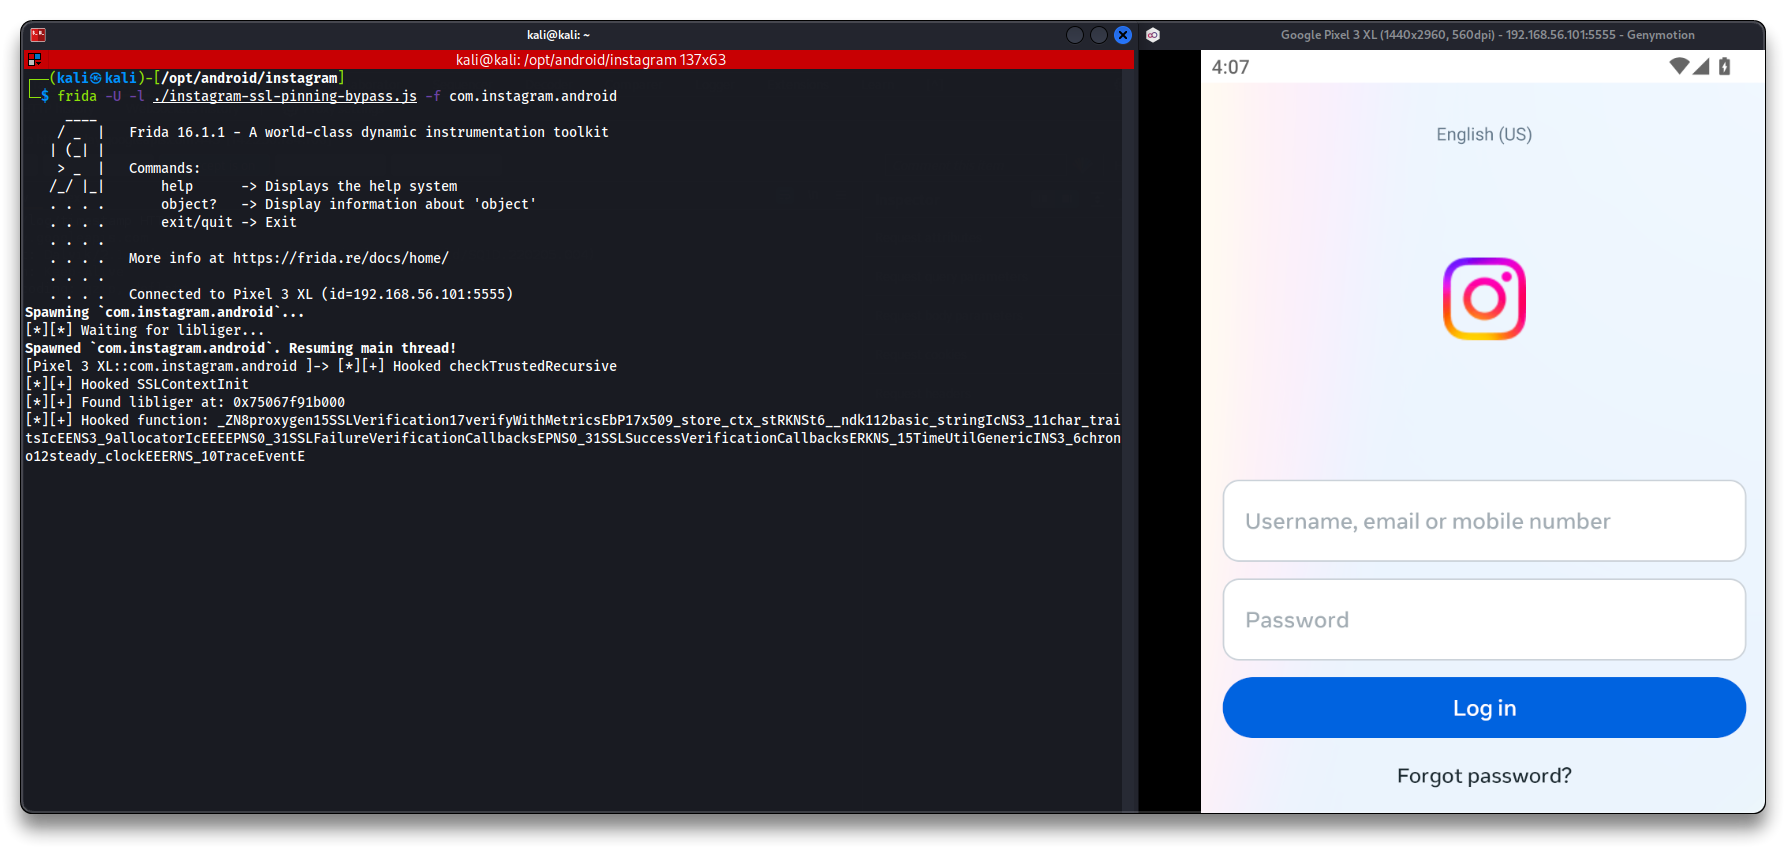 kali@kali: ~
kali@kali: /opt/android/instagram 137x63
┌──(kali㉿kali)-[/opt/android/instagram]
└─$ frida -U -l ./instagram-ssl-pinning-bypass.js -f com.instagram.android
     ____
    / _  |   Frida 16.1.1 - A world-class dynamic instrumentation toolkit
   | (_| |
    > _  |   Commands:
   /_/ |_|       help      -> Displays the help system
   . . . .       object?   -> Display information about 'object'
   . . . .       exit/quit -> Exit
   . . . .
   . . . .   More info at https://frida.re/docs/home/
   . . . .
   . . . .   Connected to Pixel 3 XL (id=192.168.56.101:5555)
Spawning `com.instagram.android`...
[*][*] Waiting for libliger...
Spawned `com.instagram.android`. Resuming main thread!
[Pixel 3 XL::com.instagram.android ]-> [*][+] Hooked checkTrustedRecursive
[*][+] Hooked SSLContextInit
[*][+] Found libliger at: 0x75067f91b000
[*][+] Hooked function: _ZN8proxygen15SSLVerification17verifyWithMetricsEbP17x509_store_ctx_stRKNSt6__ndk112basic_stringIcNS3_11char_trai
tsIcEENS3_9allocatorIcEEEEPNS0_31SSLFailureVerificationCallbacksEPNS0_31SSLSuccessVerificationCallbacksERKNS_15TimeUtilGenericINS3_6chron
o12steady_clockEEERNS_10TraceEventE
Google Pixel 3 XL (1440x2960, 560dpi) - 192.168.56.101:5555 - Genymotion
4:07
English (US)
Username, email or mobile number
Password
Log in
Forgot password?